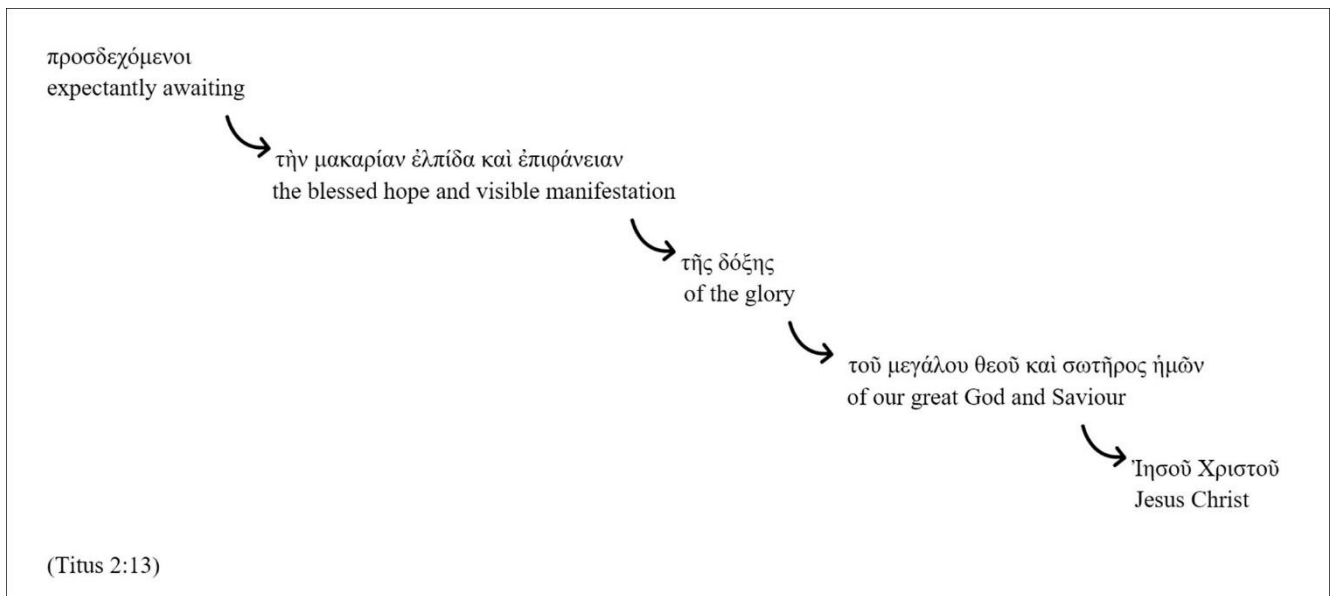 προσδεχόμενοι
expectantly awaiting
τὴν μακαρίαν ἐλπίδα καὶ ἐπιφάνειαν
the blessed hope and visible manifestation
τῆς δόξης
of the glory
τοῦ μεγάλου θεοῦ καὶ σωτῆρος ἡμῶν
of our great God and Saviour
Ἰησοῦ Χριστοῦ
Jesus Christ
(Titus 2:13)